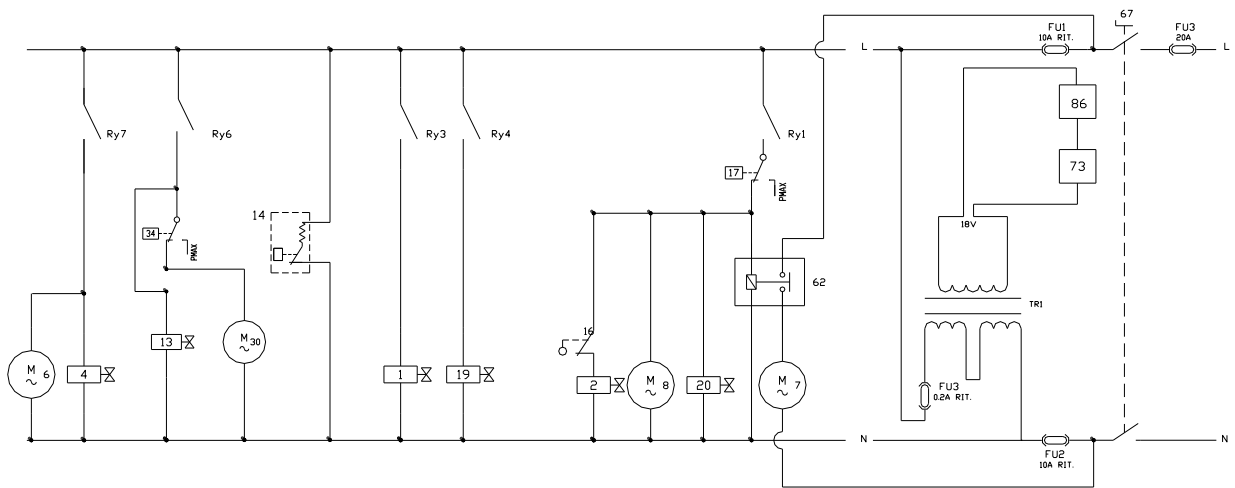 67
FU1
10A RIT.
FU3
20A
L
L
86
Ry7
Ry6
Ry3
Ry4
Ry1
73
17
PMAX
14
34
PMAX
18V
62
TR1
16
13
M
~
30
M
~
6
4
1
19
2
M
~
8
20
M
~
7
FU3
0.2A RIT.
N
N
FU2
10A RIT.